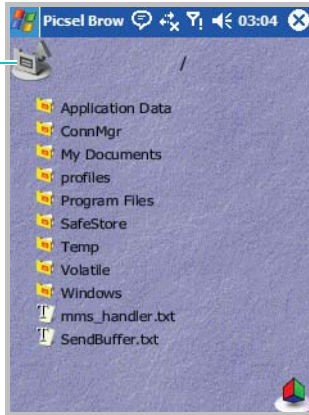 Picsel Brow 03:04
/
Application Data
ConnMgr
My Documents
profiles
Program Files
SafeStore
Temp
Volatile
Windows
mms_handler.txt
SendBuffer.txt